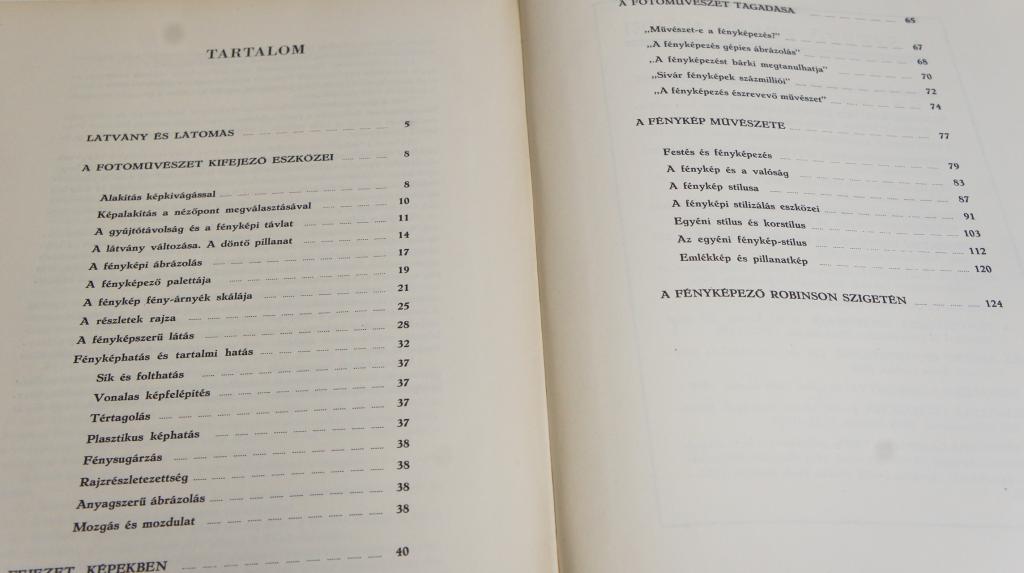 TARTALOM
LÁTVÁNY ÉS LÁTOMÁS 5
A FOTOMŰVÉSZET KIFEJEZŐ ESZKÖZEI 8
Alakítás képkivágással 8
Képalakítás a nézőpont megválasztásával 10
A gyűjtőtávolság és a fényképi távlat 11
A látvány változása. A döntő pillanat 14
A fényképi ábrázolás 17
A fényképező palettája 19
A fénykép fény-árnyék skálája 21
A részletek rajza 25
A fényképszerű látás 28
Fényképhatás és tartalmi hatás 32
Sík és folthatás 37
Vonalas képfelépítés 37
Tértagolás 37
Plasztikus képhatás 37
Fénysugárzás 38
Rajzrészletezettség 38
Anyagszerű ábrázolás 38
Mozgás és mozdulat 38
KÉPEKBEN 40
A FOTOMŰVÉSZET TAGADÁSA 65
„Művészet-e a fényképezés?" 67
„A fényképezés gépies ábrázolás" 68
„A fényképezést bárki megtanulhatja" 70
„Sivár fényképek százmilliói" 72
„A fényképezés észrevevő művészet" 74
A FÉNYKÉP MŰVÉSZETE 77
Festés és fényképezés 79
A fénykép és a valóság 83
A fénykép stílusa 87
A fényképi stilizálás eszközei 91
Egyéni stílus és korstílus 103
Az egyéni fénykép-stílus 112
Emlékkép és pillanatkép 120
A FÉNYKÉPEZŐ ROBINSON SZIGETÉN 124